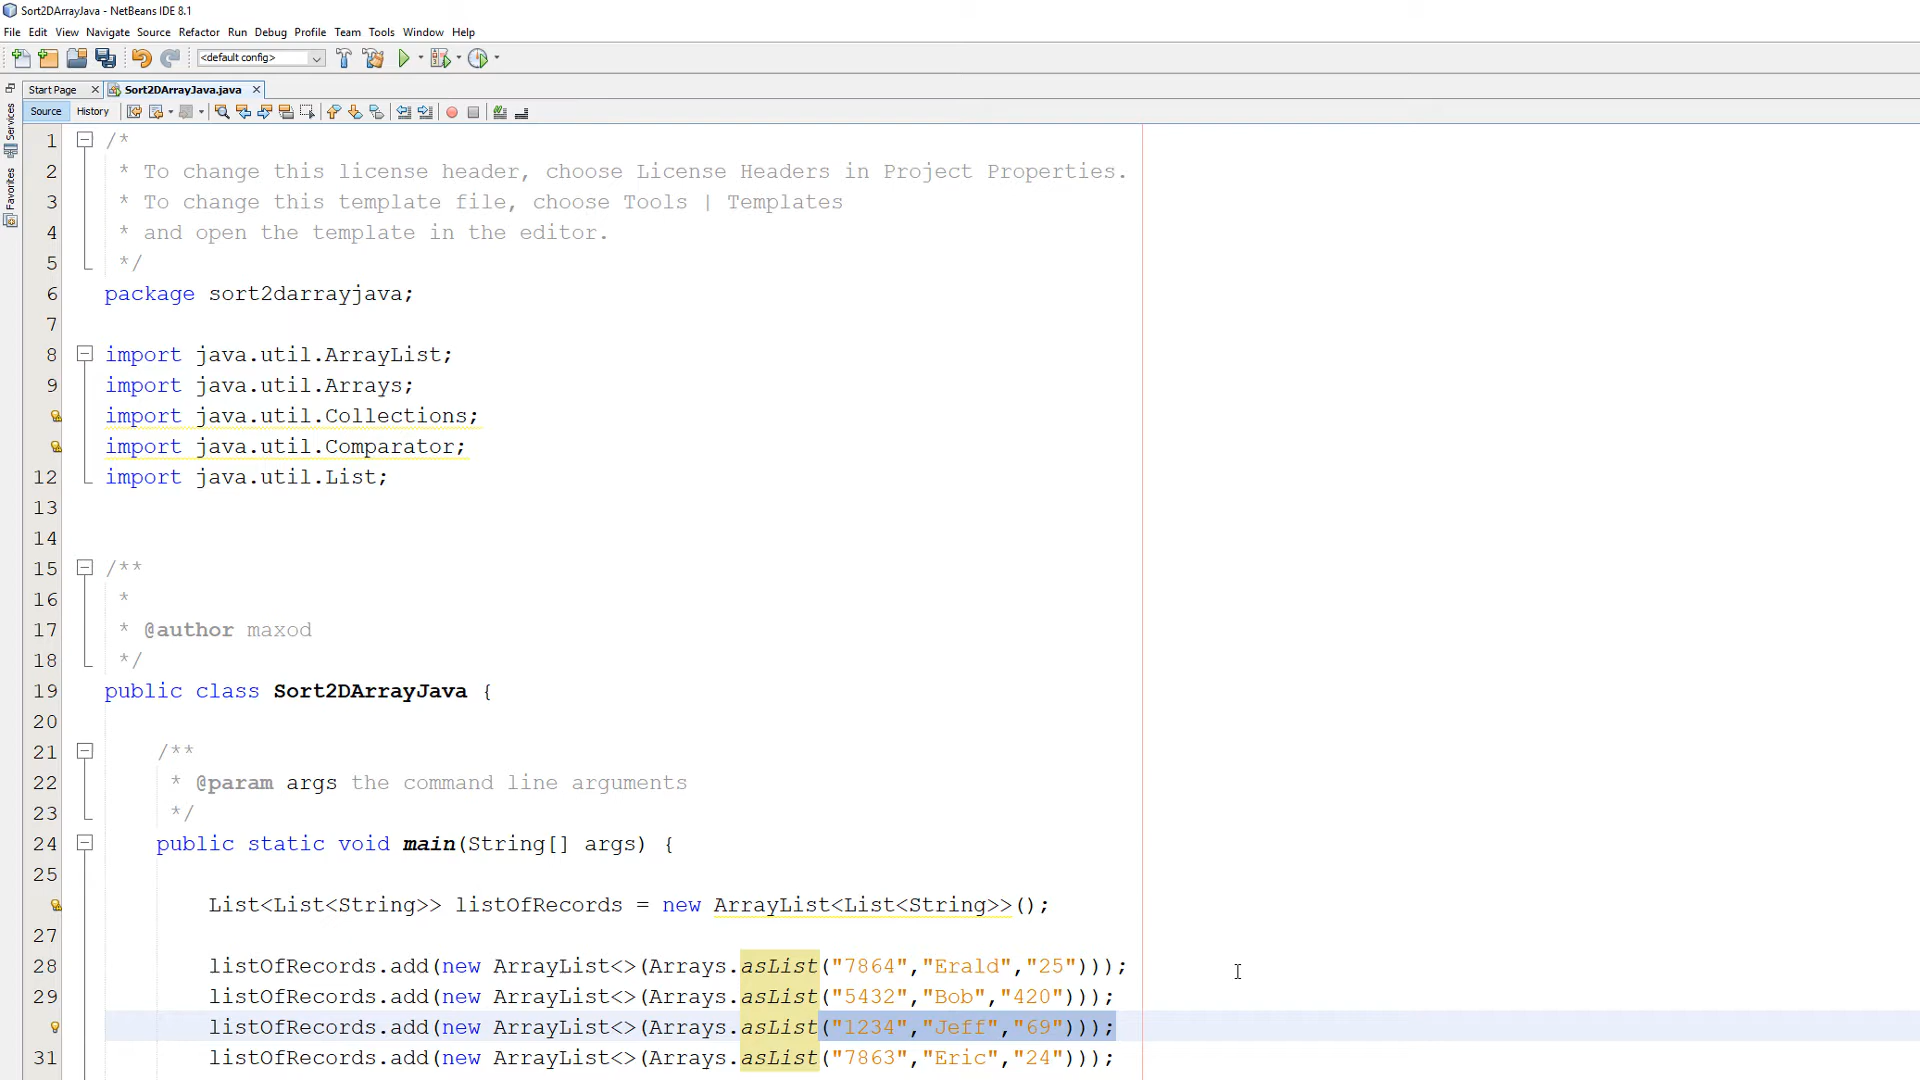 Sort2DArrayJava - NetBeans IDE 8.1
File Edit View Navigate Source Refactor Run Debug Profile Team Tools Window Help
<default config>
Start Page Sort2DArrayJava.java
Source History
Services
Favorites
1 /*
2 * To change this license header, choose License Headers in Project Properties.
3 * To change this template file, choose Tools | Templates
4 * and open the template in the editor.
5 */
6 package sort2darrayjava;
7
8 import java.util.ArrayList;
9 import java.util.Arrays;
import java.util.Collections;
import java.util.Comparator;
12 import java.util.List;
13
14
15 /**
16 *
17 * @author maxod
18 */
19 public class Sort2DArrayJava {
20
21 /**
22 * @param args the command line arguments
23 */
24 public static void main(String[] args) {
25
List<List<String>> listOfRecords = new ArrayList<List<String>>();
27
28 listOfRecords.add(new ArrayList<>(Arrays.asList("7864","Erald","25")));
29 listOfRecords.add(new ArrayList<>(Arrays.asList("5432","Bob","420")));
listOfRecords.add(new ArrayList<>(Arrays.asList("1234","Jeff","69")));
31 listOfRecords.add(new ArrayList<>(Arrays.asList("7863","Eric","24")));